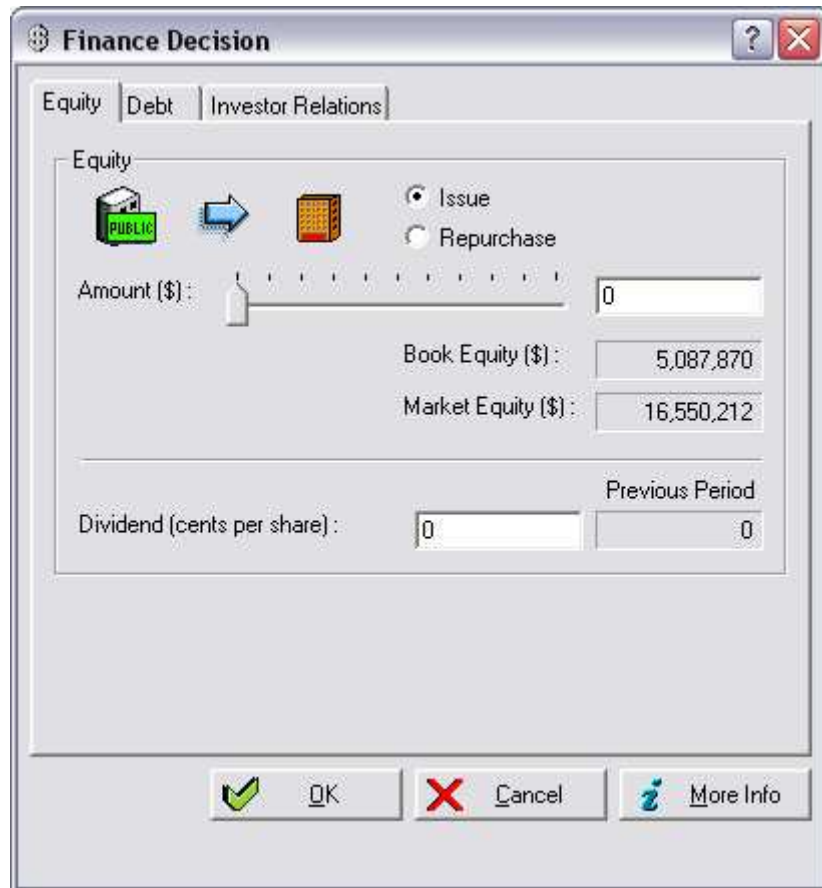 Finance Decision
?
Equity Debt Investor Relations
Equity
PUBLIC
Issue
Repurchase
Amount ($) :
0
Book Equity ($) :
5,087,870
Market Equity ($) :
16,550,212
Previous Period
Dividend (cents per share) :
0
0
OK Cancel More Info